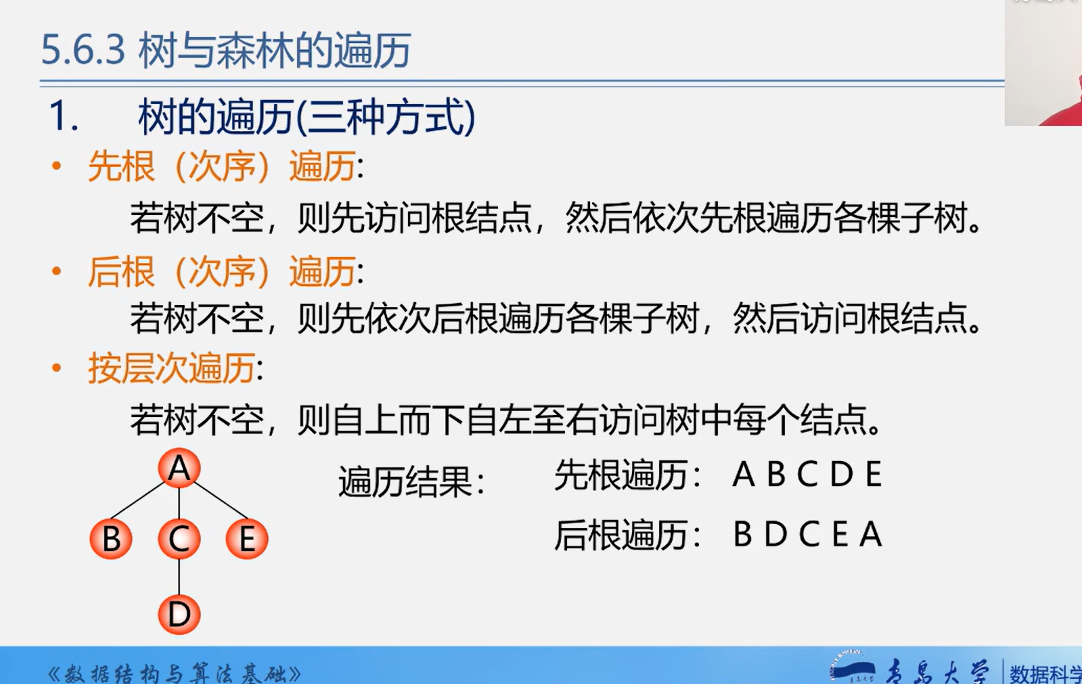 5.6.3 树与森林的遍历
1. 树的遍历(三种方式)
• 先根（次序）遍历:
若树不空，则先访问根结点，然后依次先根遍历各棵子树。
• 后根（次序）遍历:
若树不空，则先依次后根遍历各棵子树，然后访问根结点。
• 按层次遍历:
若树不空，则自上而下自左至右访问树中每个结点。
A
B C E
D
遍历结果：
先根遍历： A B C D E
后根遍历： B D C E A
《数据结构与算法基础》
青岛大学
数据科学